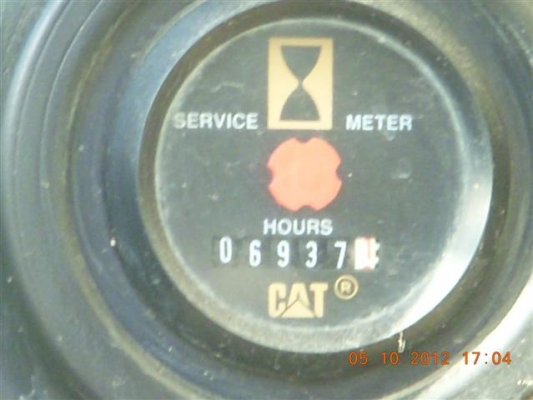 SERVICE METER
HOURS
06937
CAT ®
05 10 2012 17:04